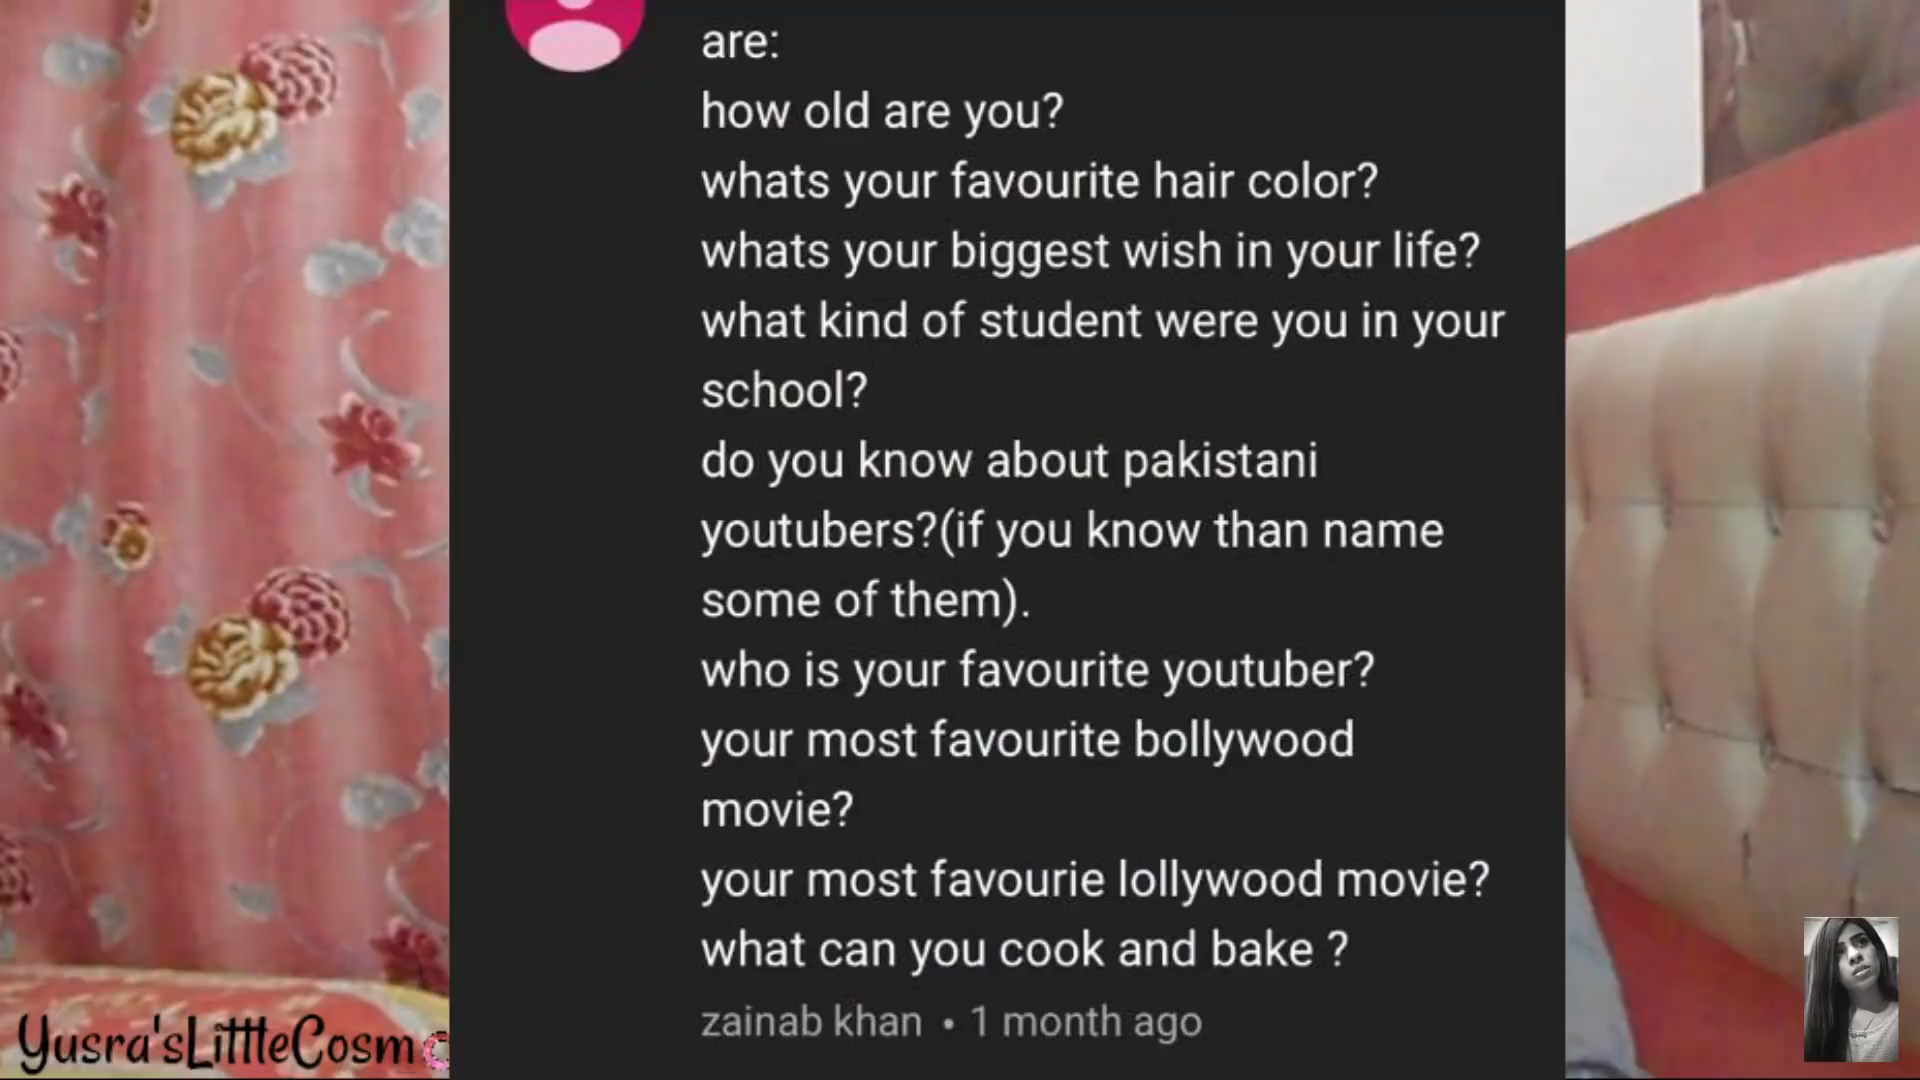 are:
how old are you?
whats your favourite hair color?
whats your biggest wish in your life?
what kind of student were you in your
school?
do you know about pakistani
youtubers?(if you know than name
some of them).
who is your favourite youtuber?
your most favourite bollywood
movie?
your most favourie lollywood movie?
what can you cook and bake ?
zainab khan • 1 month ago
Yusra'sLittleCosmo